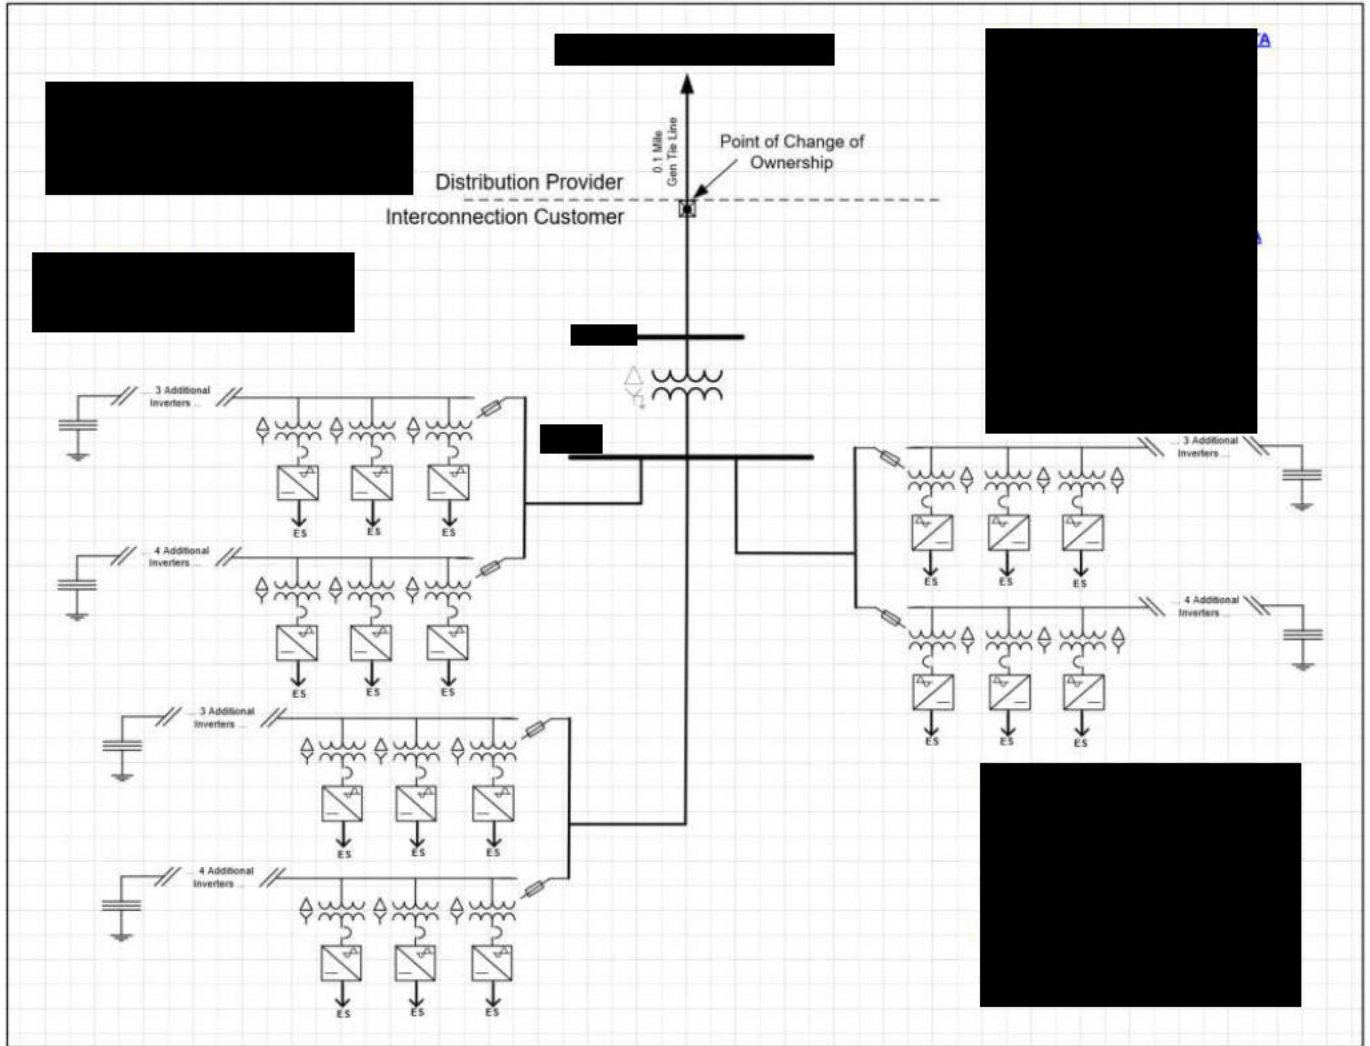 TA
0.1 Mile
Gen Tie Line
Point of Change of
Ownership
Distribution Provider
Interconnection Customer
A
... 3 Additional
Inverters ...
ES
ES
ES
... 3 Additional
Inverters ...
ES
ES
ES
... 4 Additional
Inverters ...
ES
ES
ES
... 4 Additional
Inverters ...
ES
ES
ES
... 3 Additional
Inverters ...
ES
ES
ES
... 4 Additional
Inverters ...
ES
ES
ES